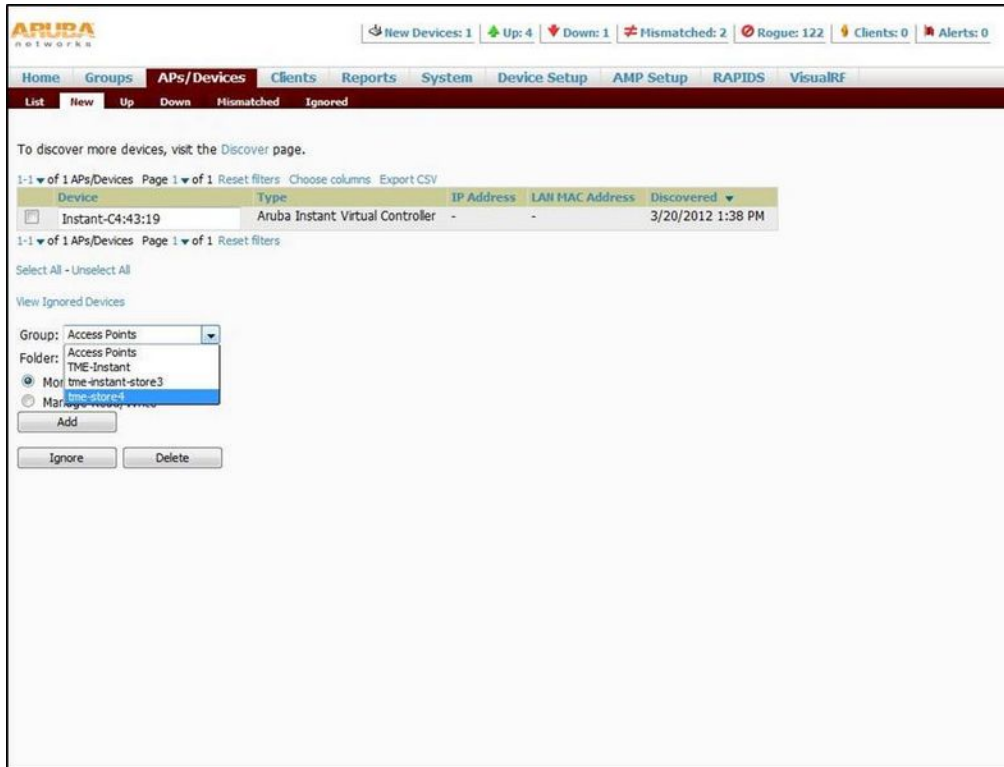 ARUBA
networks
New Devices: 1 Up: 4 Down: 1 Mismatched: 2 Rogue: 122 Clients: 0 Alerts: 0
Home Groups APs/Devices Clients Reports System Device Setup AMP Setup RAPIDS VisualRF
List New Up Down Mismatched Ignored
To discover more devices, visit the Discover page.
1-1 of 1 APs/Devices Page 1 of 1 Reset filters Choose columns Export CSV
Device Type IP Address LAN MAC Address Discovered
Instant-C4:43:19 Aruba Instant Virtual Controller - - 3/20/2012 1:38 PM
1-1 of 1 APs/Devices Page 1 of 1 Reset filters
Select All - Unselect All
View Ignored Devices
Group: Access Points
Access Points
Folder:
TME-Instant
tme-instant-store3
tme-store4
Add
Ignore Delete